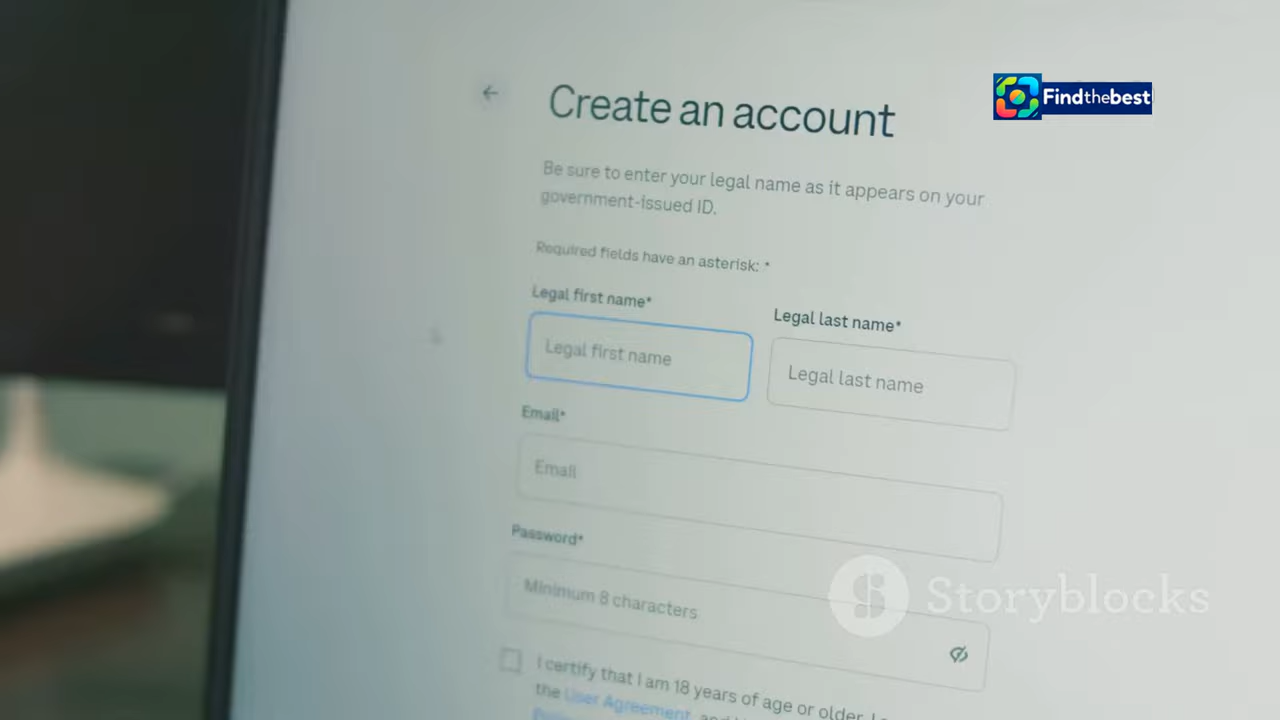 Create an account
Findthebest
Be sure to enter your legal name as it appears on your
government-issued ID.
Required fields have an asterisk: *
Legal first name*
Legal last name*
Legal first name
Legal last name
Email*
Email
Password*
Minimum 8 characters
Storyblocks
I certify that I am 18 years of age or older, I
the User Agreement, and